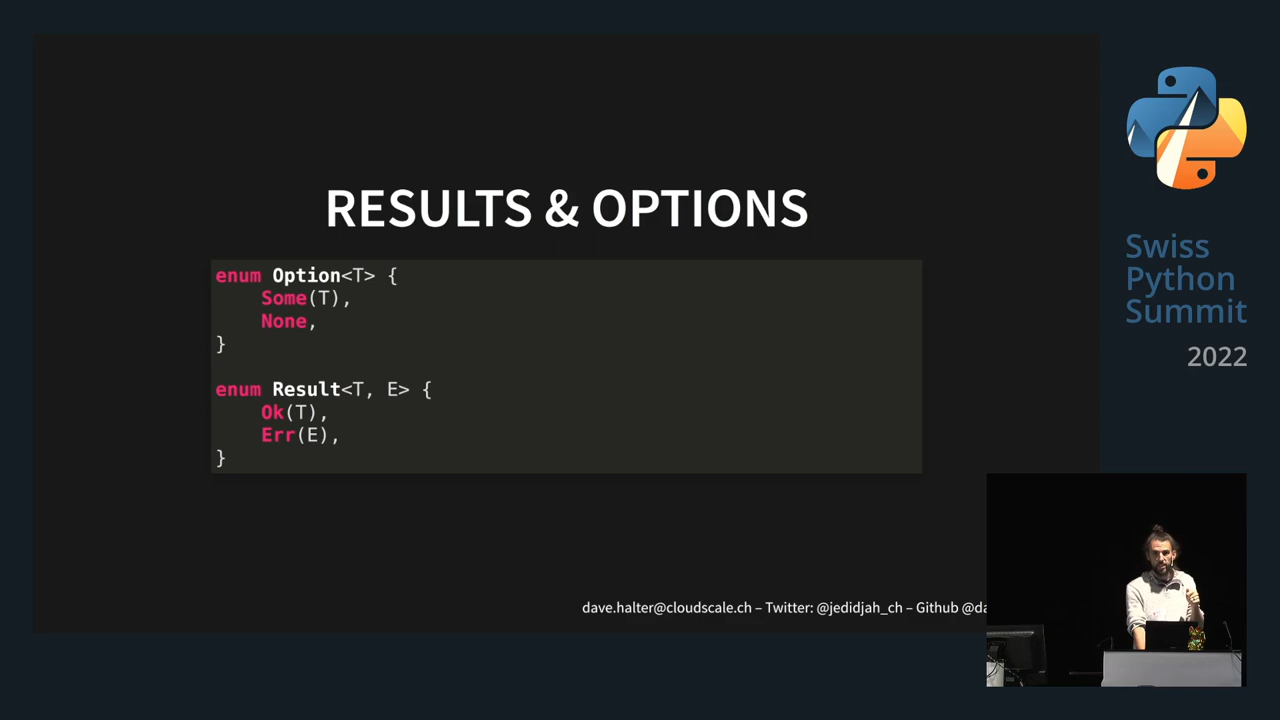 RESULTS & OPTIONS
enum Option<T> {
    Some(T),
    None,
}
enum Result<T, E> {
    Ok(T),
    Err(E),
}
dave.halter@cloudscale.ch – Twitter: @jedidjah_ch – Github @da
Swiss
Python
Summit
2022